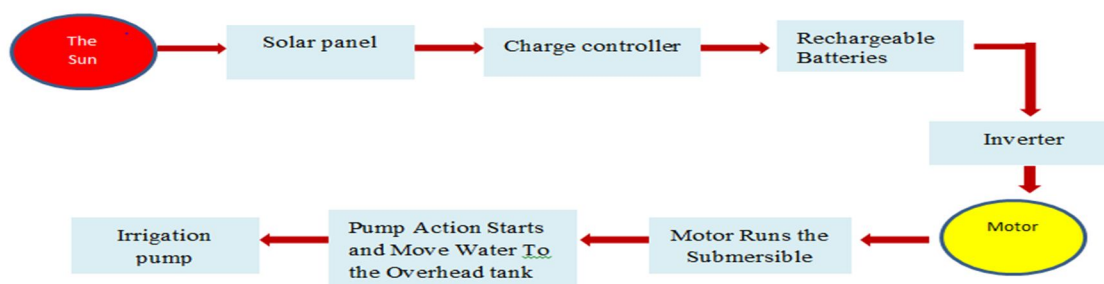 The
Sun
Solar panel
Charge controller
Rechargeable
Batteries
Inverter
Motor
Motor Runs the
Submersible
Pump Action Starts
and Move Water To
the Overhead tank
Irrigation
pump